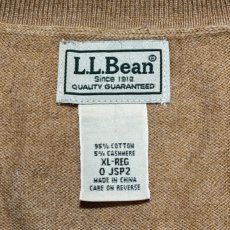 L.L.Bean®
Since 1912
QUALITY GUARANTEED
95% COTTON
5% CASHMERE
XL-REG
0 JSP2
MADE IN CHINA
CARE ON REVERSE